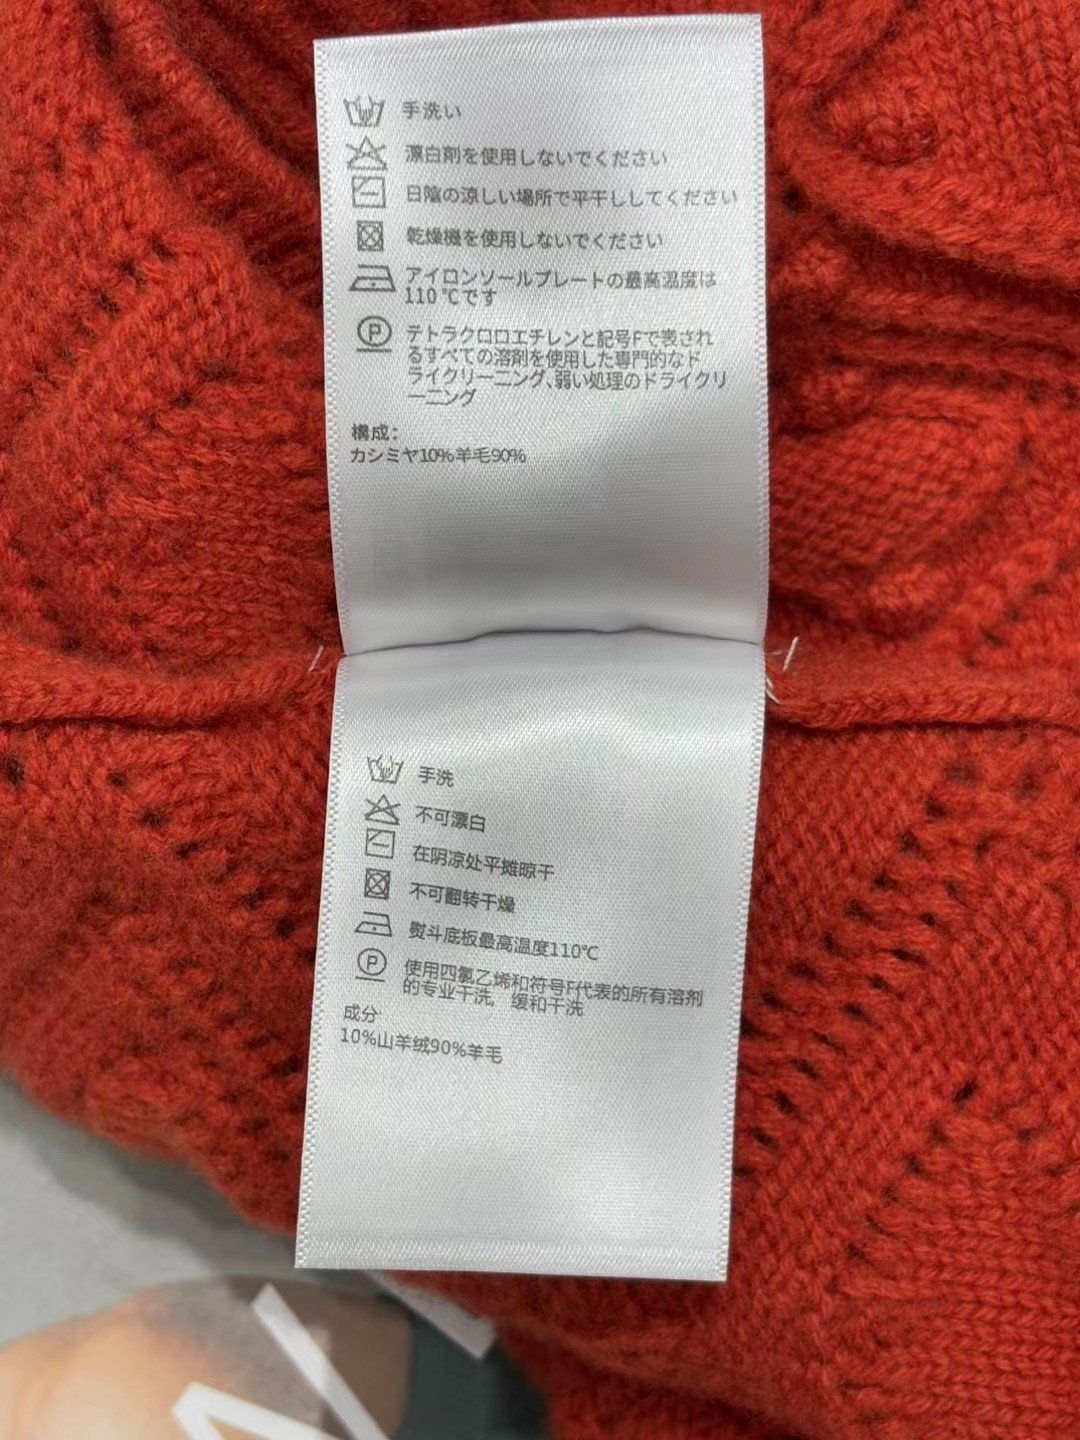 手洗い
漂白剤を使用しないでください
日陰の涼しい場所で平干ししてください
乾燥機を使用しないでください
アイロンソールプレートの最高温度は
110℃です
P
テトラクロロエチレンと記号Fで表され
るすべての溶剤を使用した専門的なド
ライクリーニング、弱い処理のドライクリ
ーニング
構成：
カシミヤ10%羊毛90%
手洗
不可漂白
在阴凉处平摊晾干
不可翻转干燥
熨斗底板最高温度110℃
P
使用四氯乙烯和符号F代表的所有溶剂
的专业干洗，缓和干洗
成分
10%山羊绒90%羊毛